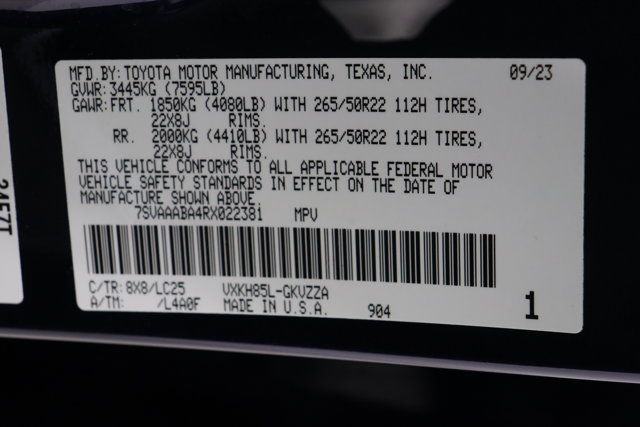 MFD.BY:TOYOTA MOTOR MANUFACTURING, TEXAS, INC. 09/23
GVWR:3445KG (7595LB)
GAWR:FRT. 1850KG (4080LB) WITH 265/50R22 112H TIRES,
22X8J RIMS.
RR. 2000KG (4410LB) WITH 265/50R22 112H TIRES,
22X8J RIMS.
THIS VEHICLE CONFORMS TO ALL APPLICABLE FEDERAL MOTOR
VEHICLE SAFETY STANDARDS IN EFFECT ON THE DATE OF
MANUFACTURE SHOWN ABOVE.
7SVAAABA4RX022381 MPV
C/TR:8X8/LC25 VXKH85L-GKVZZA
A/TM: /L4A0F MADE IN U.S.A. 904 1